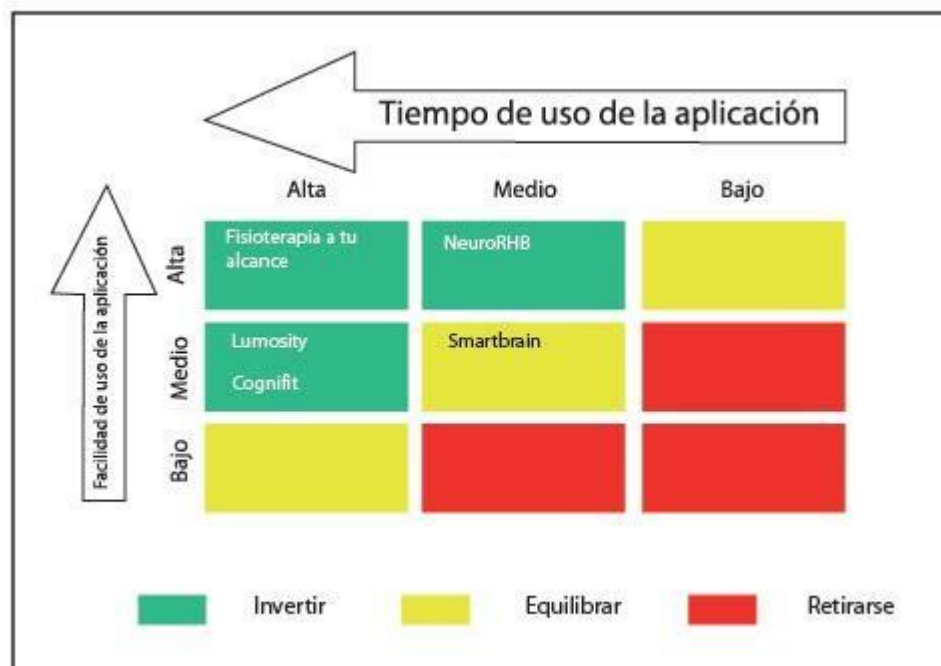 Tiempo de uso de la aplicación
Alta
Medio
Bajo
Facilidad de uso de la aplicación
Alta
Fisioterapia a tu
alcance
NeuroRHB
Medio
Lumosity
Cognifit
Smartbrain
Bajo
Invertir
Equilibrar
Retirarse